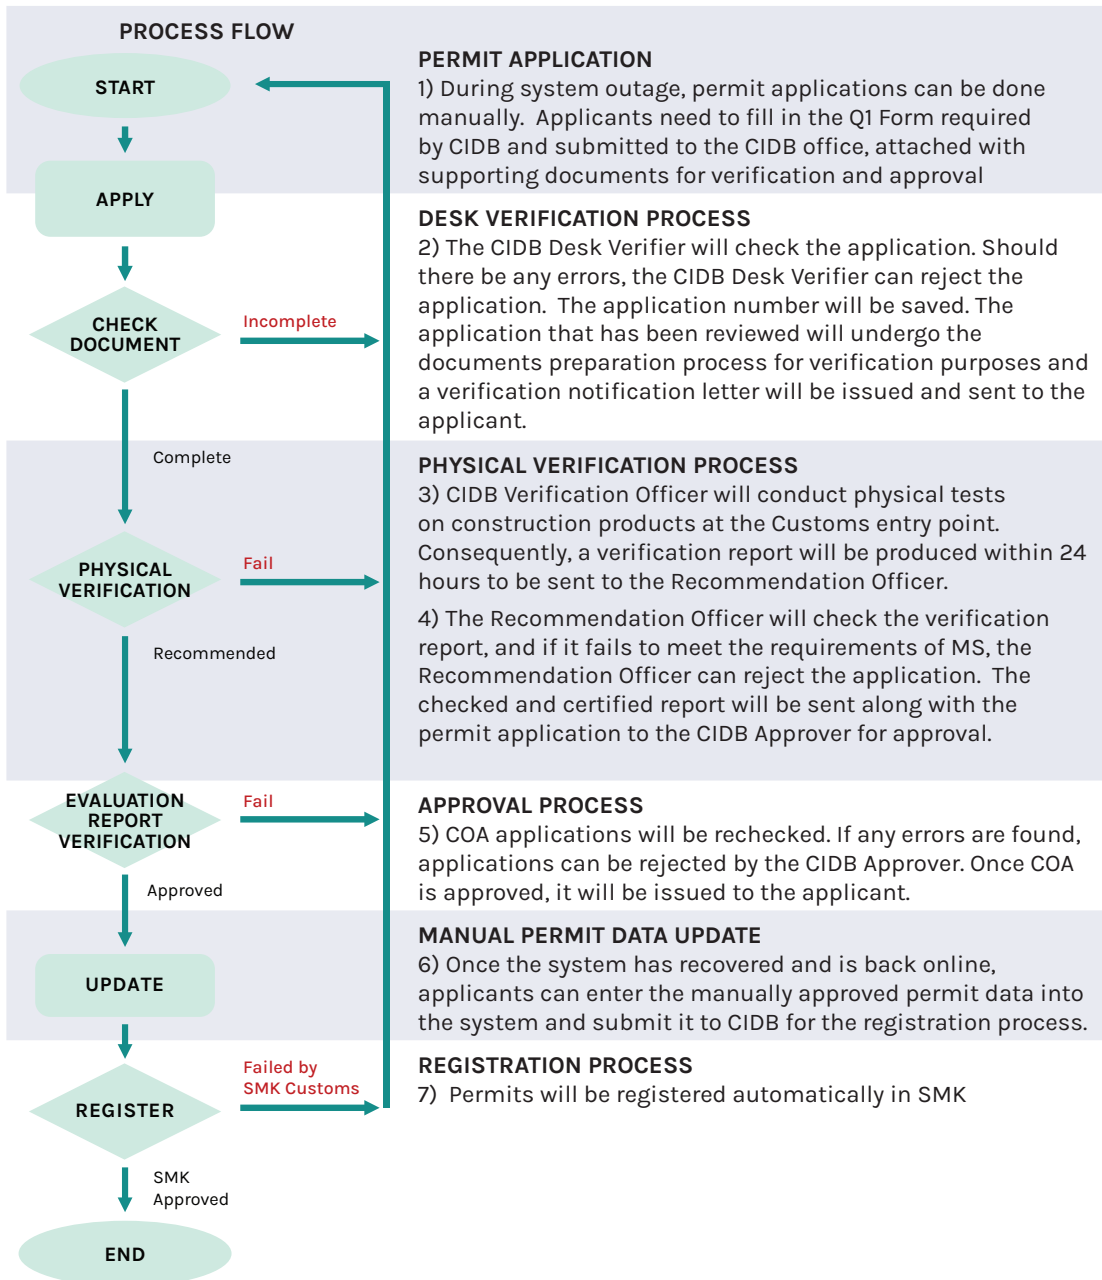 PROCESS FLOW
START
APPLY
CHECK
DOCUMENT
Incomplete
Complete
PHYSICAL
VERIFICATION
Fail
Recommended
EVALUATION
REPORT
VERIFICATION
Fail
Approved
UPDATE
REGISTER
Failed by
SMK Customs
SMK
Approved
END
PERMIT APPLICATION
1) During system outage, permit applications can be done
manually.  Applicants need to fill in the Q1 Form required
by CIDB and submitted to the CIDB office, attached with
supporting documents for verification and approval
DESK VERIFICATION PROCESS
2) The CIDB Desk Verifier will check the application. Should
there be any errors, the CIDB Desk Verifier can reject the
application.  The application number will be saved. The
application that has been reviewed will undergo the
documents preparation process for verification purposes and
a verification notification letter will be issued and sent to the
applicant.
PHYSICAL VERIFICATION PROCESS
3) CIDB Verification Officer will conduct physical tests
on construction products at the Customs entry point.
Consequently, a verification report will be produced within 24
hours to be sent to the Recommendation Officer.
4) The Recommendation Officer will check the verification
report, and if it fails to meet the requirements of MS, the
Recommendation Officer can reject the application.  The
checked and certified report will be sent along with the
permit application to the CIDB Approver for approval.
APPROVAL PROCESS
5) COA applications will be rechecked. If any errors are found,
applications can be rejected by the CIDB Approver. Once COA
is approved, it will be issued to the applicant.
MANUAL PERMIT DATA UPDATE
6) Once the system has recovered and is back online,
applicants can enter the manually approved permit data into
the system and submit it to CIDB for the registration process.
REGISTRATION PROCESS
7)  Permits will be registered automatically in SMK